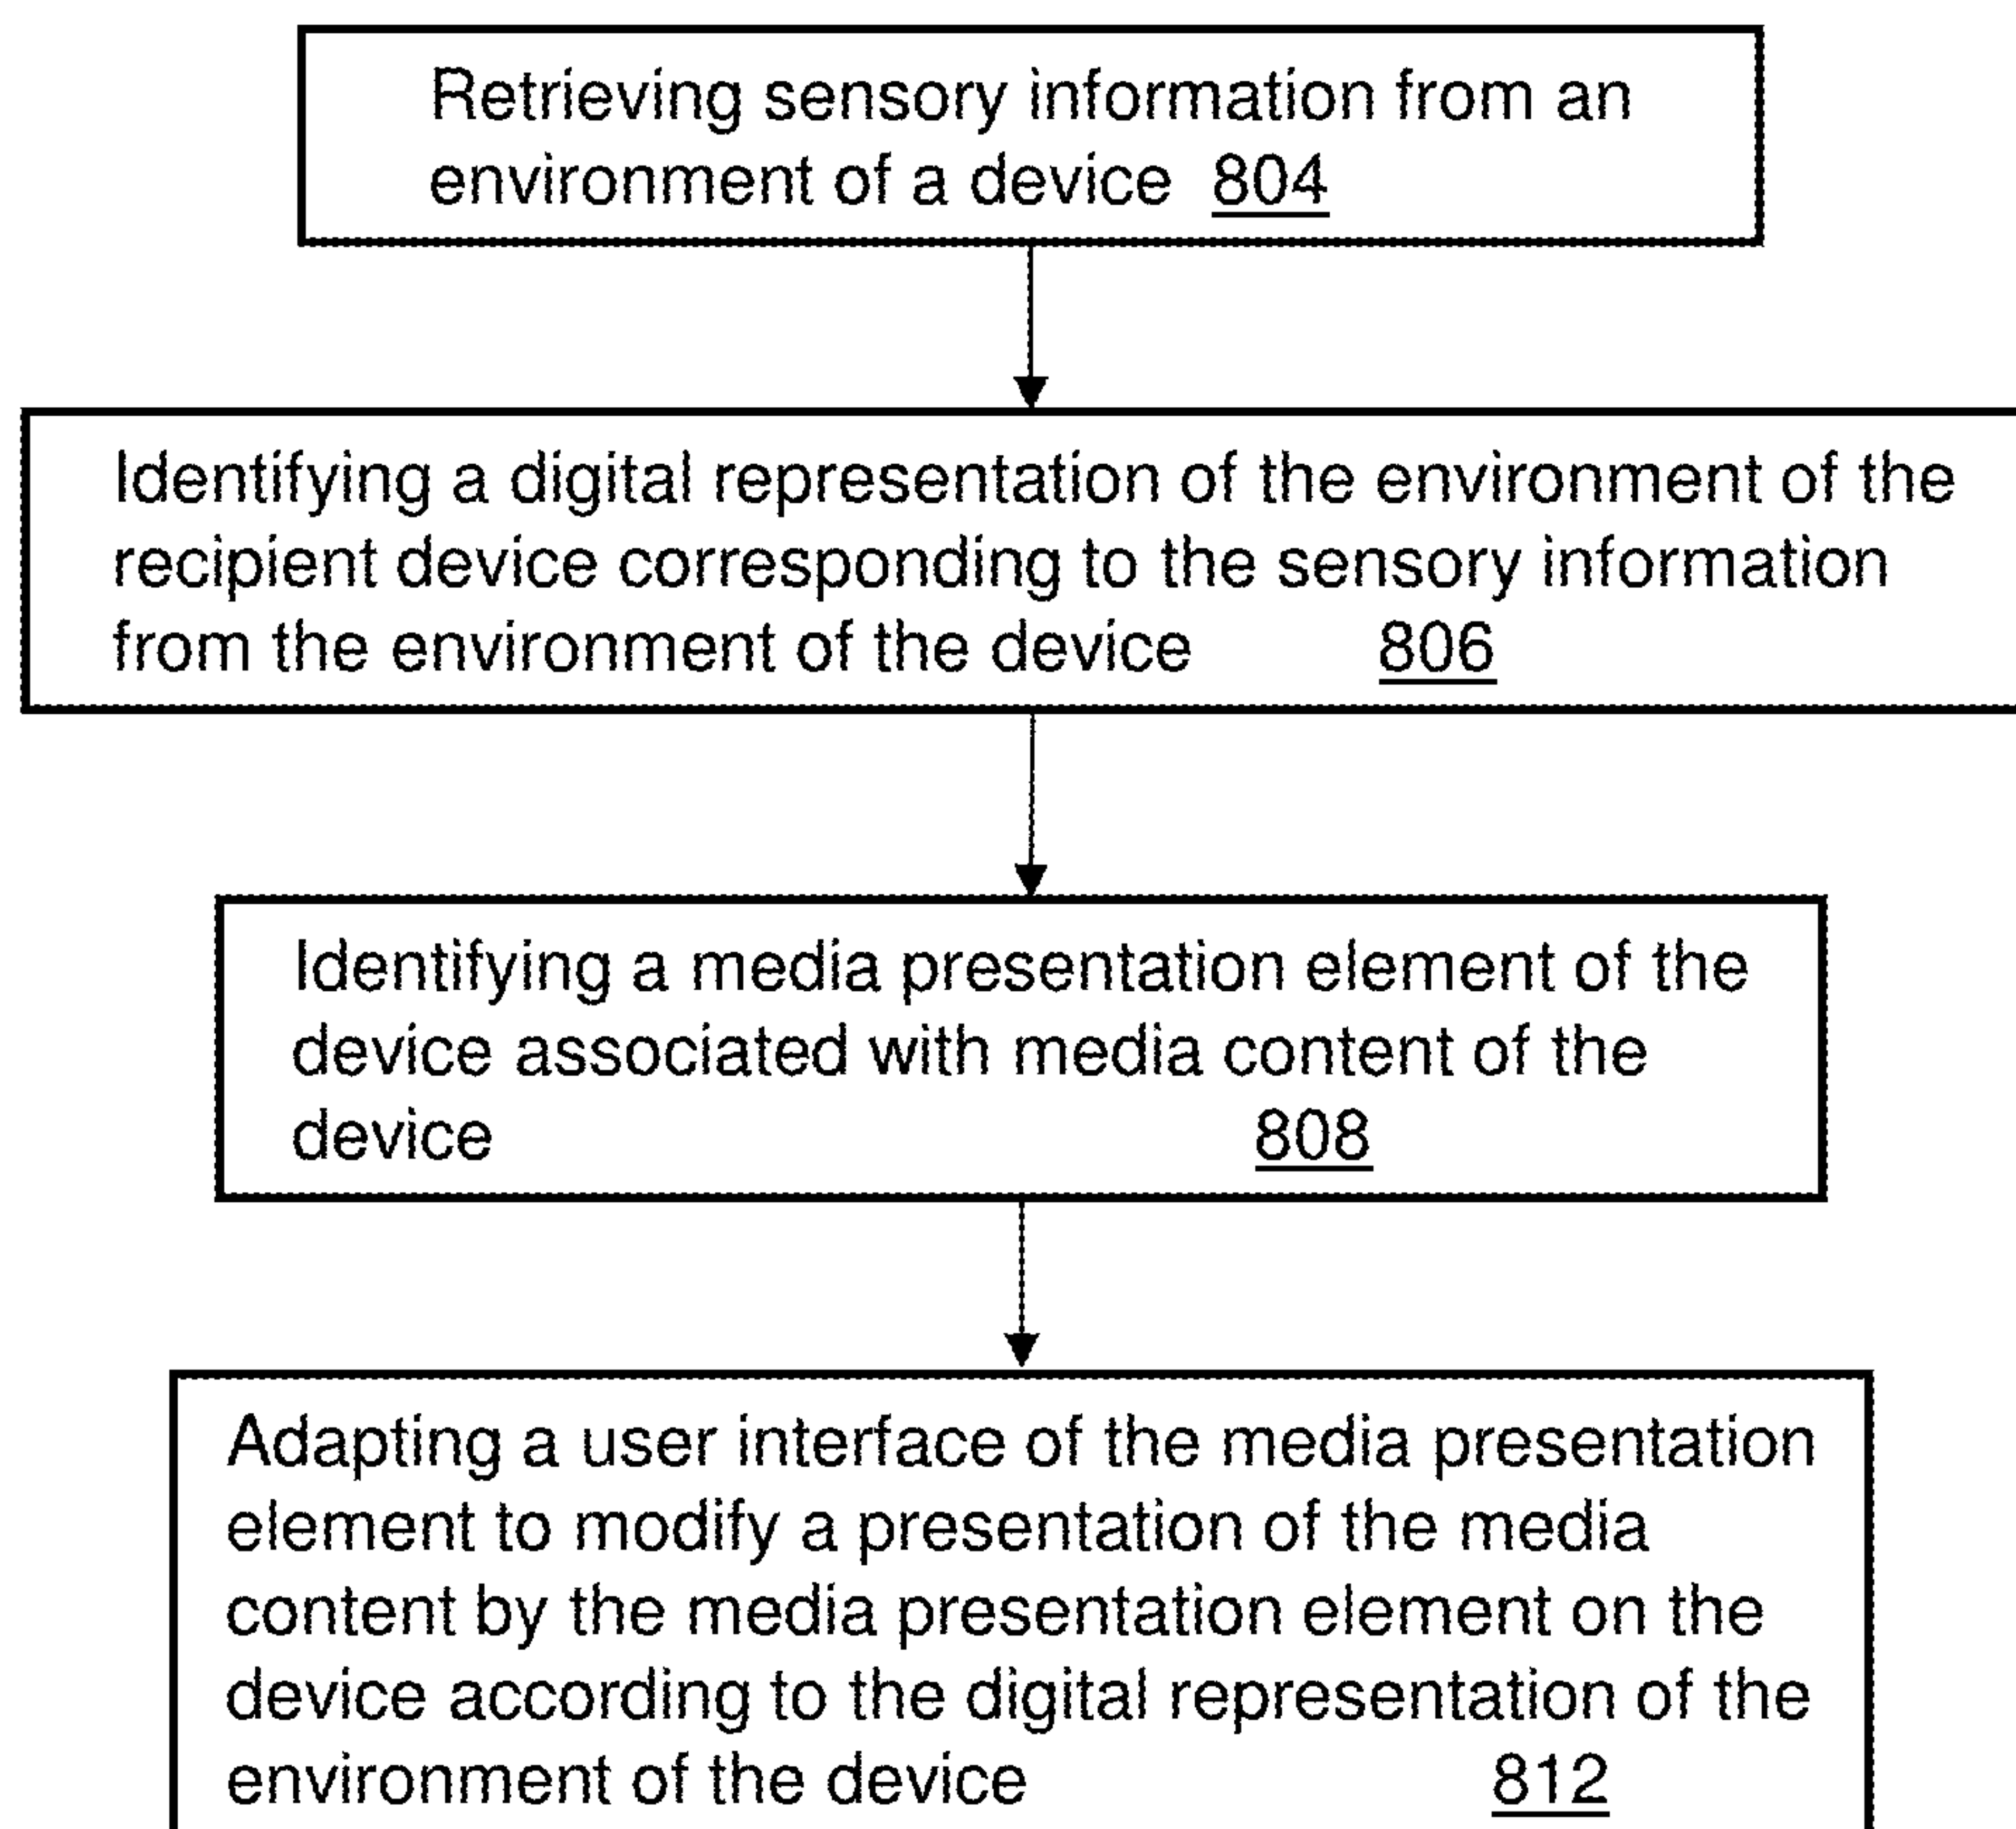 Retrieving sensory information from an
environment of a device 804
Identifying a digital representation of the environment of the
recipient device corresponding to the sensory information
from the environment of the device 806
Identifying a media presentation element of the
device associated with media content of the
device 808
Adapting a user interface of the media presentation
element to modify a presentation of the media
content by the media presentation element on the
device according to the digital representation of the
environment of the device 812